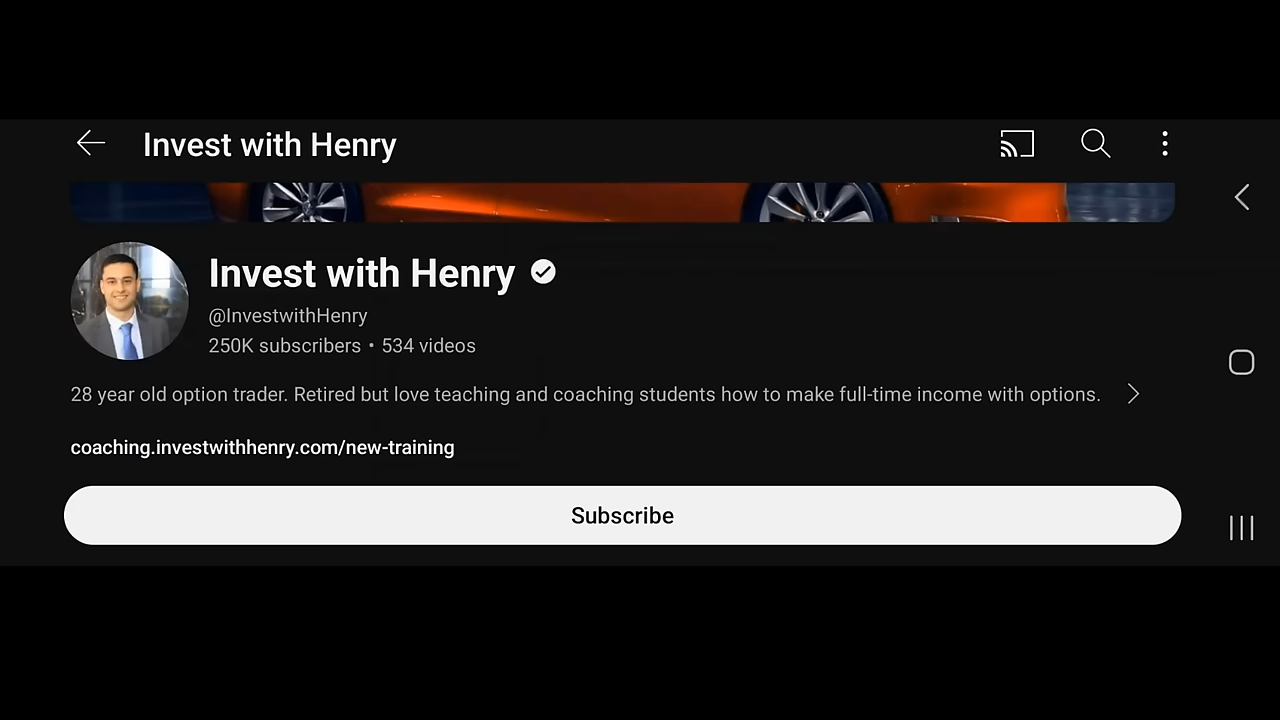 Invest with Henry
Invest with Henry
@InvestwithHenry
250K subscribers • 534 videos
28 year old option trader. Retired but love teaching and coaching students how to make full-time income with options.
coaching.investwithhenry.com/new-training
Subscribe